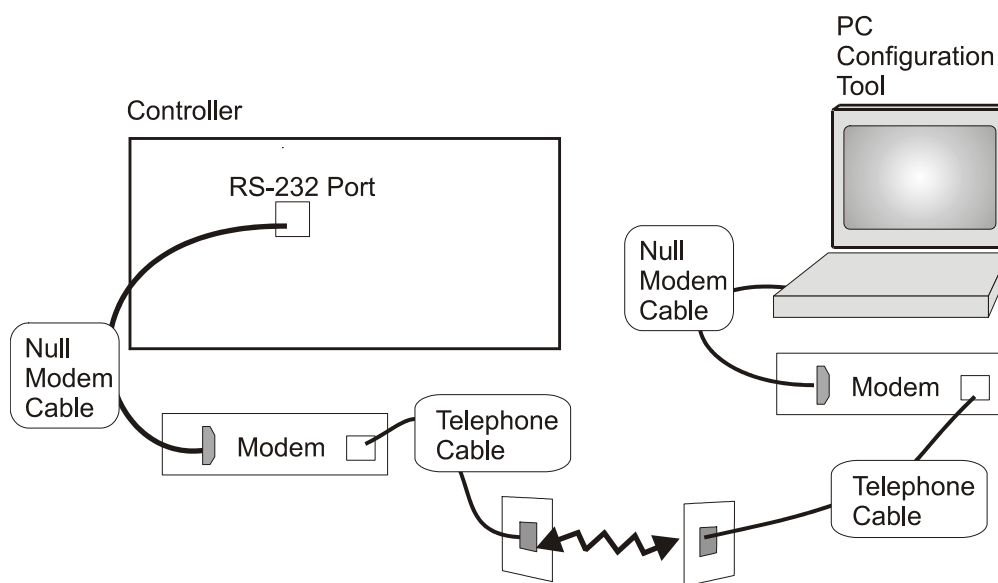 PC
Configuration
Tool
Controller
RS-232 Port
Null
Modem
Cable
Null
Modem
Cable
Modem
Modem
Telephone
Cable
Telephone
Cable